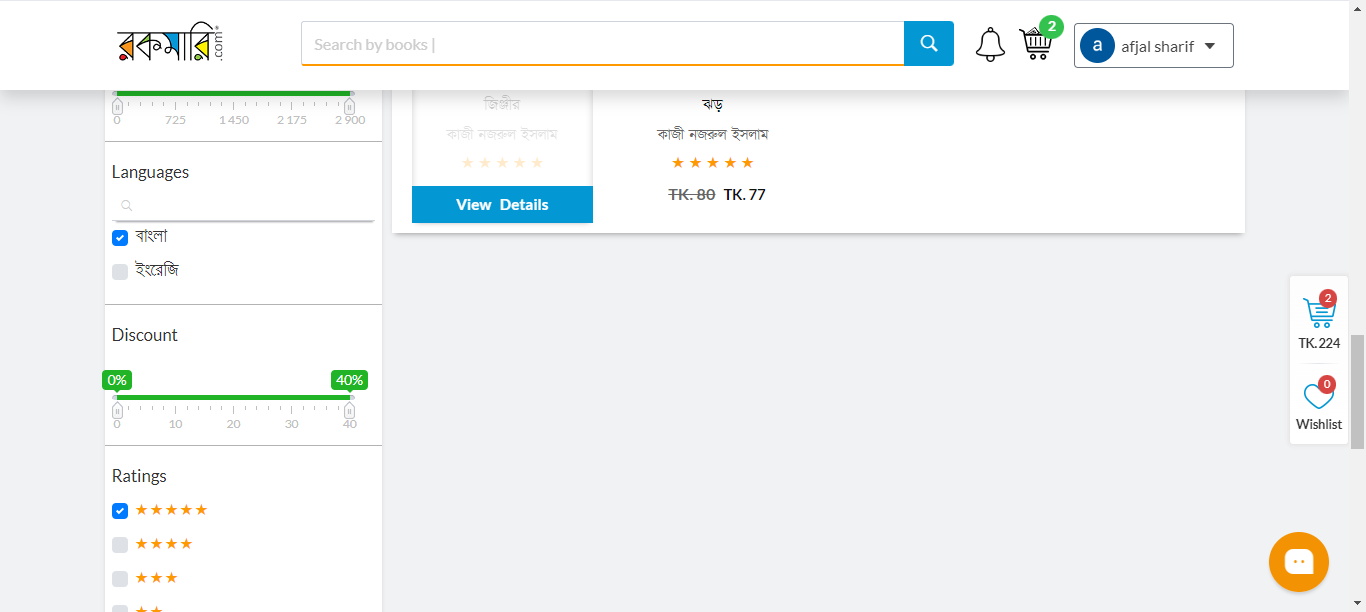 রকমারি.com
Search by books |
2
a afjal sharif
0 725 1 450 2 175 2 900
Languages
বাংলা
ইংরেজি
Discount
0% 40%
0 10 20 30 40
Ratings
জিঞ্জীর
কাজী নজরুল ইসলাম
View Details
ঝড়
কাজী নজরুল ইসলাম
TK. 80 TK. 77
2
TK.224
0
Wishlist